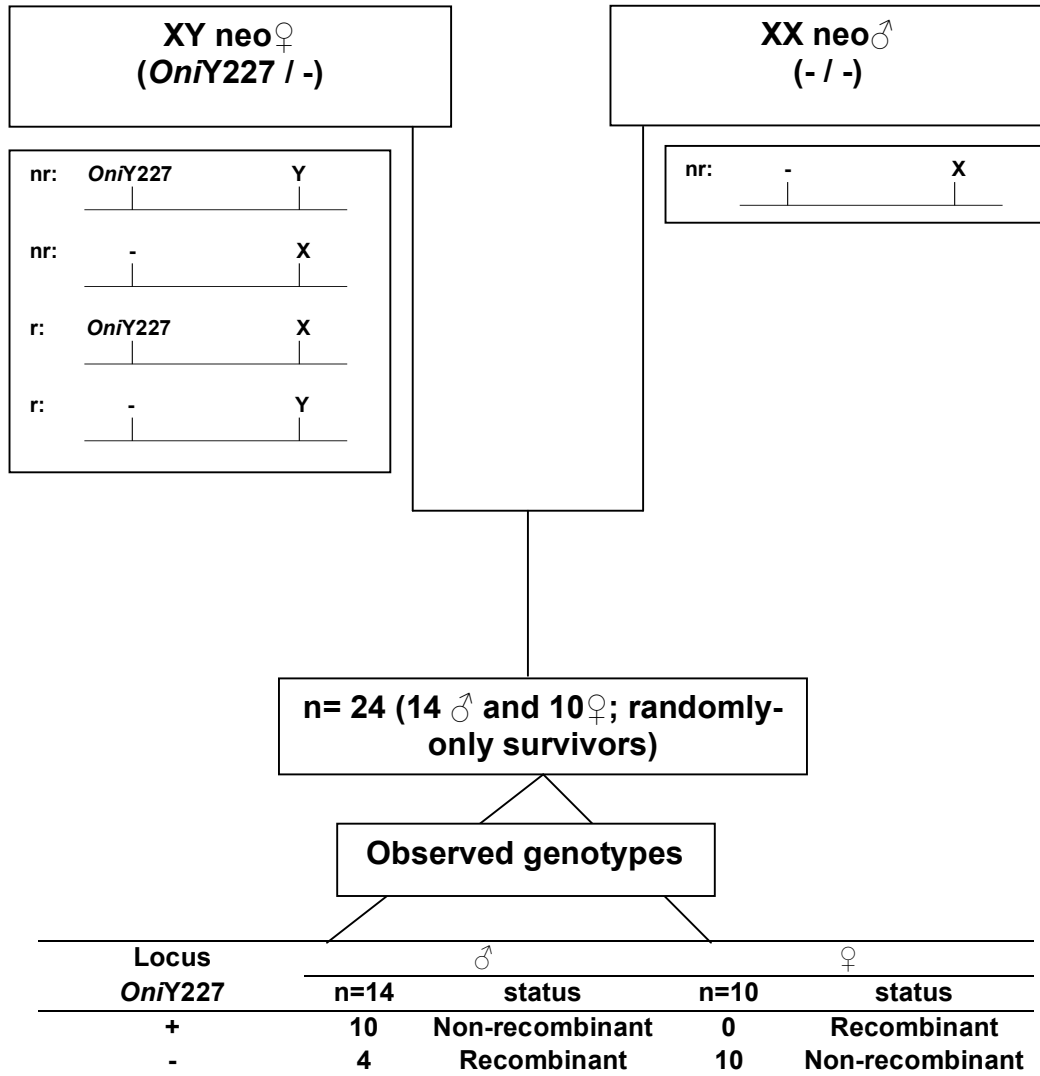 XY neo♀
(OniY227 / -)
XX neo♂
(- / -)
nr: OniY227 Y
nr: - X
r: OniY227 X
r: - Y
nr: - X
n= 24 (14 ♂ and 10♀; randomly-
only survivors)
Observed genotypes
Locus ♂ ♀
OniY227 n=14 status n=10 status
+ 10 Non-recombinant 0 Recombinant
- 4 Recombinant 10 Non-recombinant